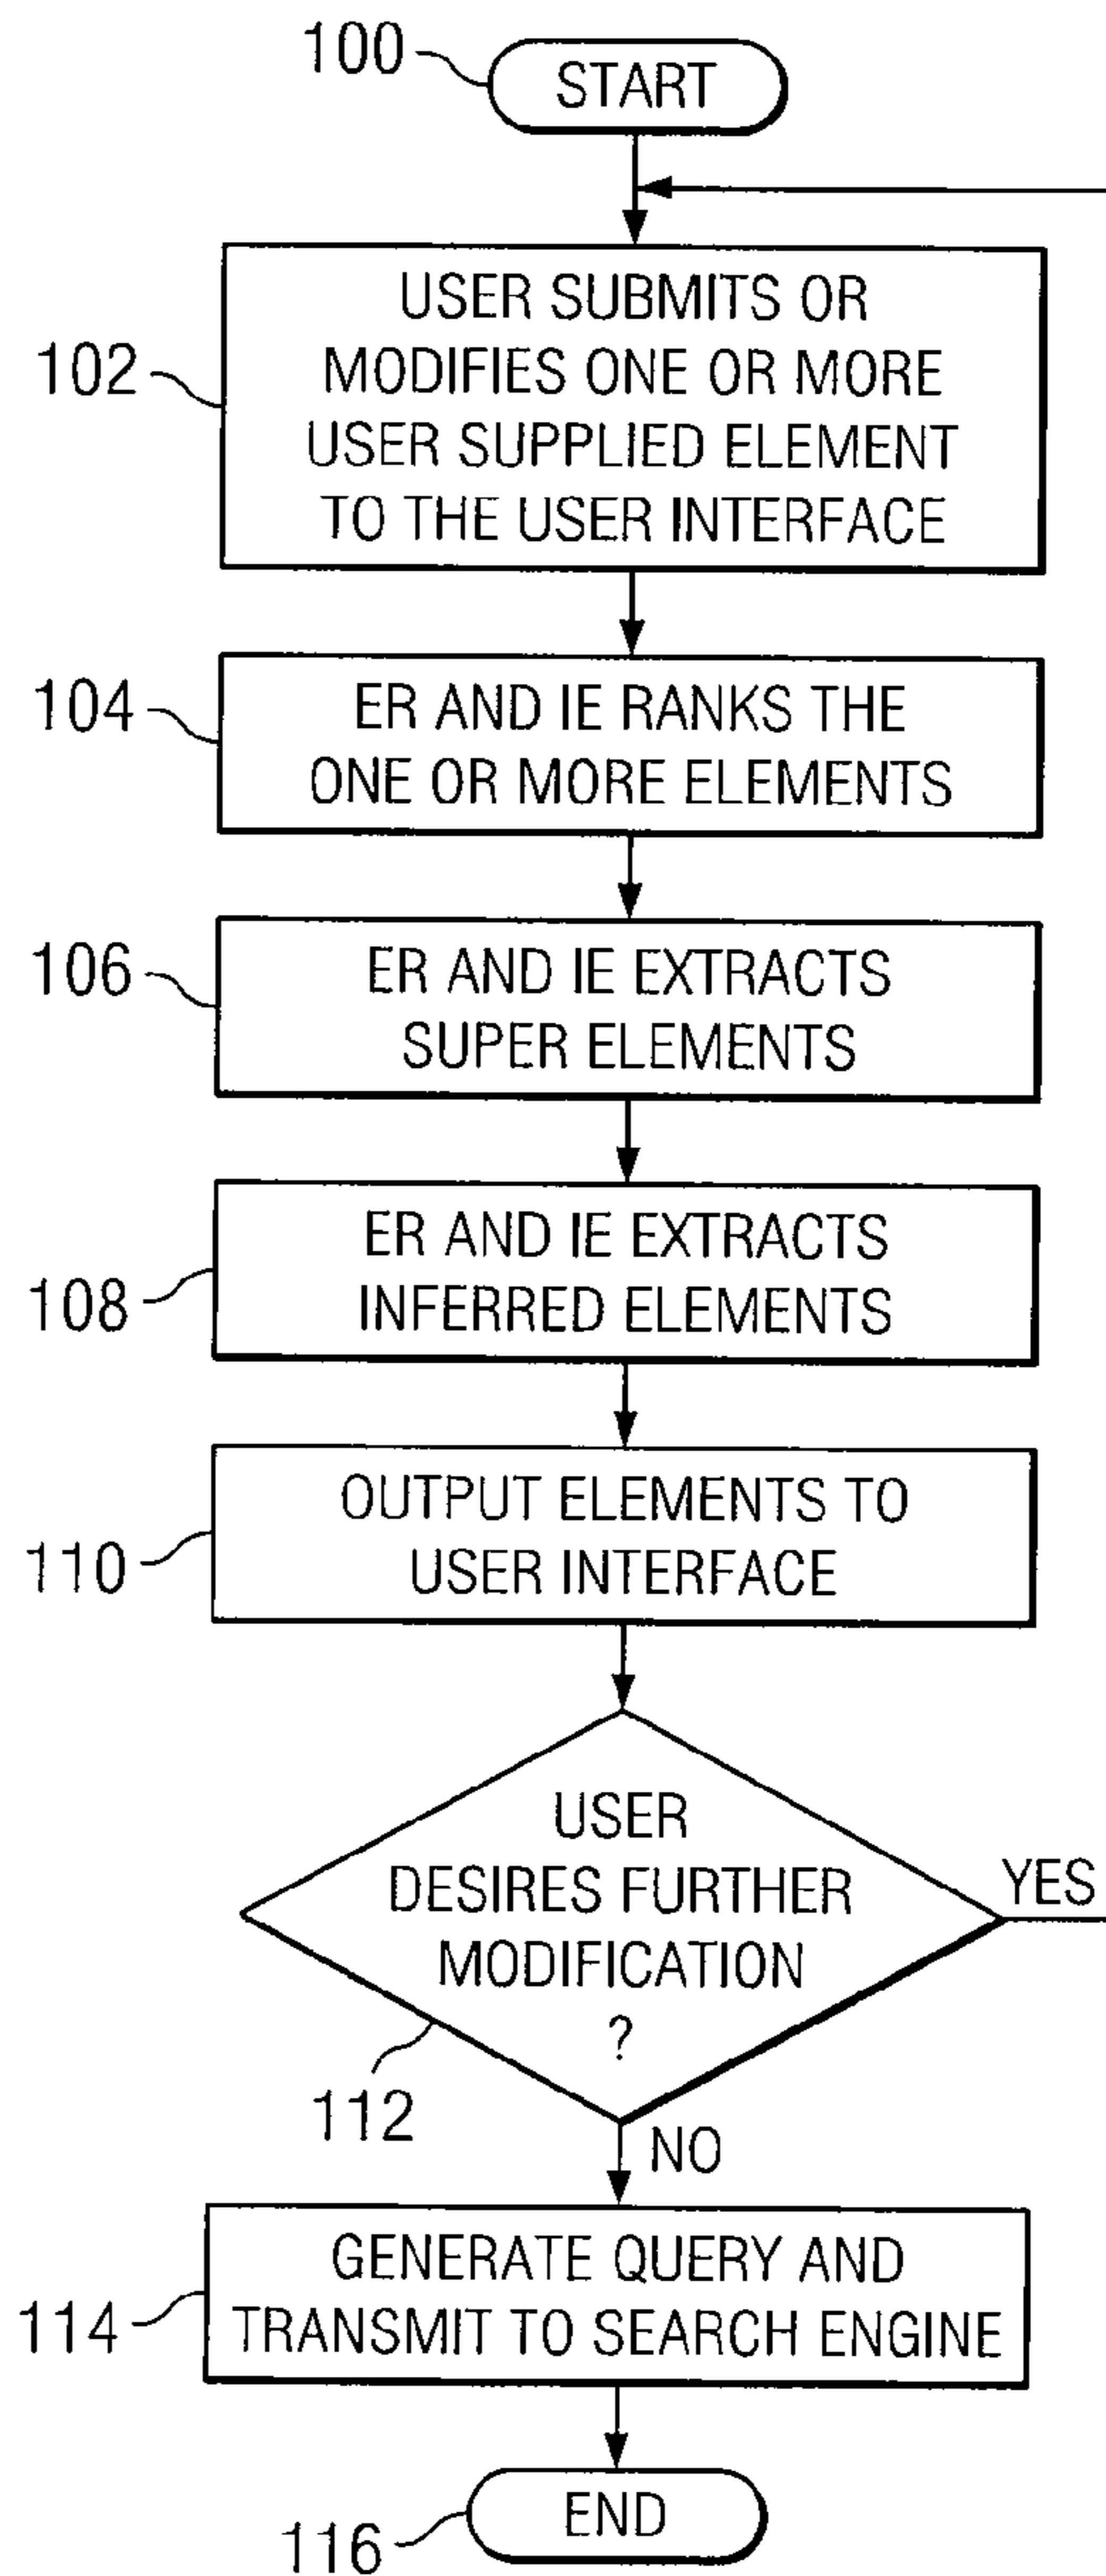 100
START
102
USER SUBMITS OR
MODIFIES ONE OR MORE
USER SUPPLIED ELEMENT
TO THE USER INTERFACE
104
ER AND IE RANKS THE
ONE OR MORE ELEMENTS
106
ER AND IE EXTRACTS
SUPER ELEMENTS
108
ER AND IE EXTRACTS
INFERRED ELEMENTS
110
OUTPUT ELEMENTS TO
USER INTERFACE
USER
DESIRES FURTHER
MODIFICATION
?
YES
112
NO
114
GENERATE QUERY AND
TRANSMIT TO SEARCH ENGINE
116
END